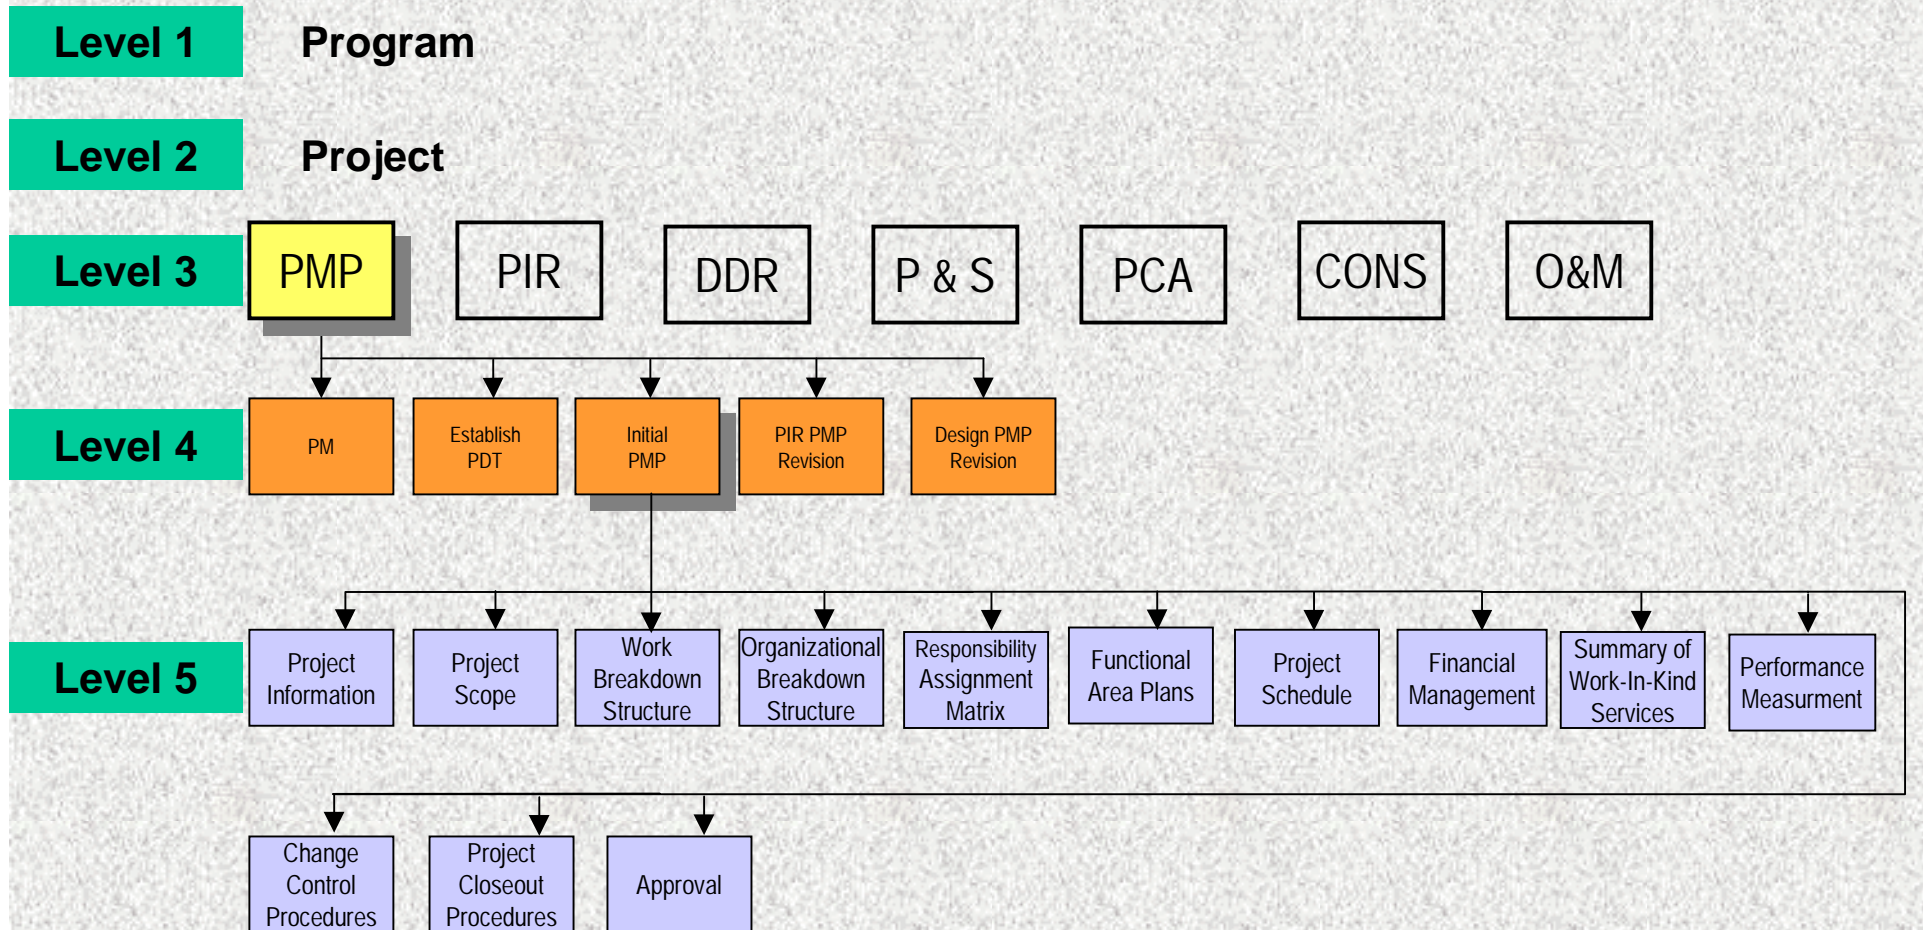 Level 1 Program
Level 2 Project
Level 3 PMP PIR DDR P & S PCA CONS O&M
Level 4
PM
Establish
PDT
Initial
PMP
PIR PMP
Revision
Design PMP
Revision
Level 5
Project
Information
Project
Scope
Work
Breakdown
Structure
Organizational
Breakdown
Structure
Responsibility
Assignment
Matrix
Functional
Area Plans
Project
Schedule
Financial
Management
Summary of
Work-In-Kind
Services
Performance
Measurment
Change
Control
Procedures
Project
Closeout
Procedures
Approval